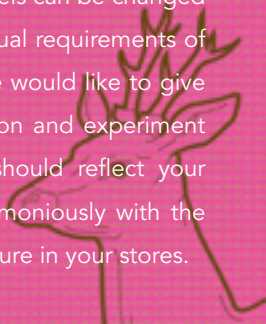 els can be changed
ual requirements of
would like to give
on and experiment
should reflect your
moniously with the
ure in your stores.